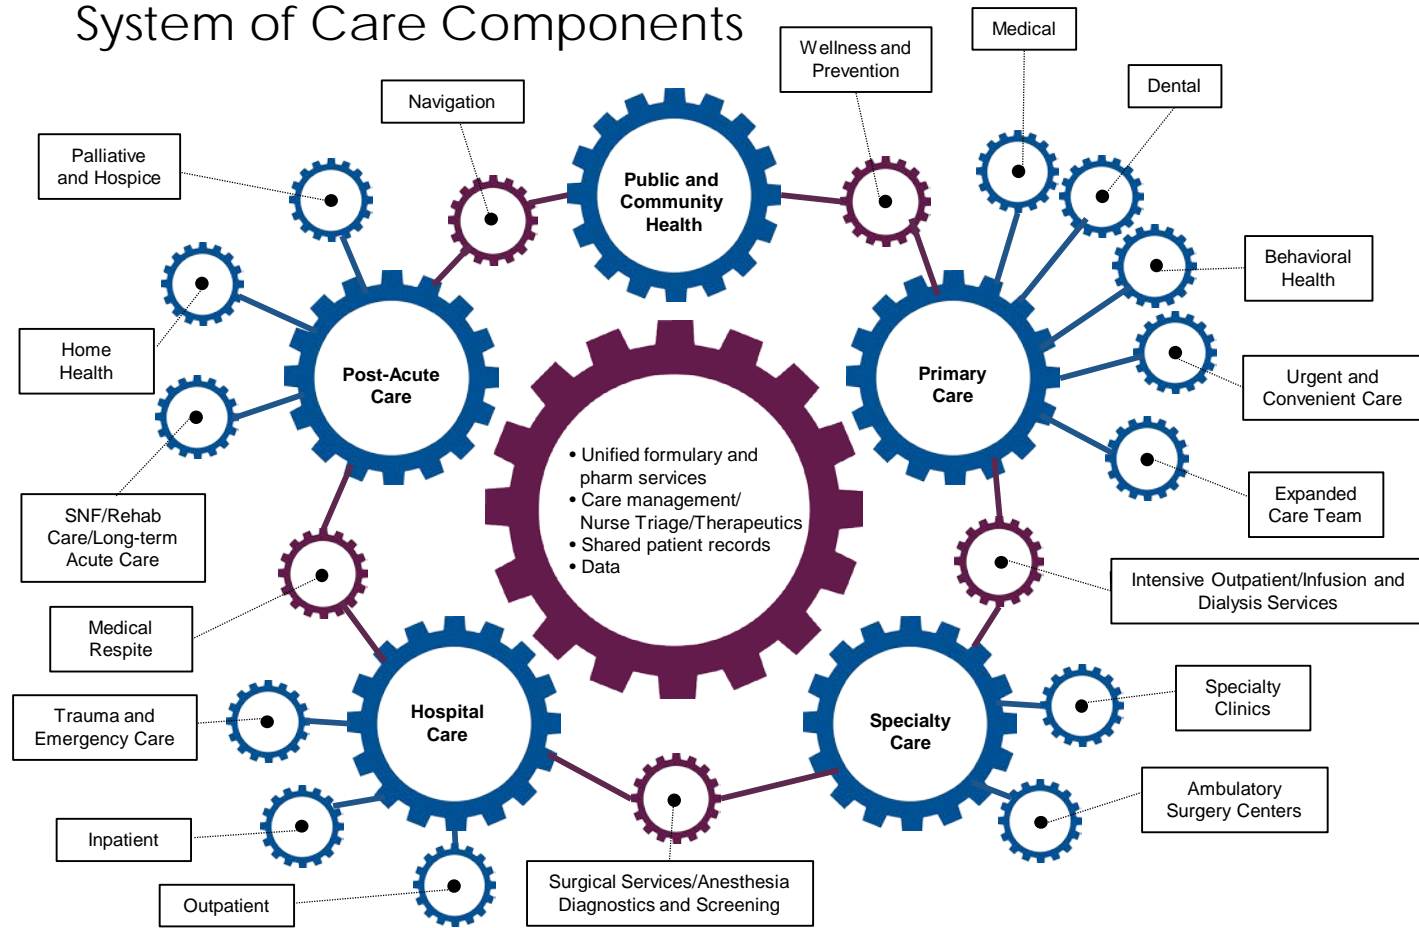 System of Care Components
Wellness and
Prevention
Medical
Dental
Navigation
Palliative
and Hospice
Public and
Community
Health
Behavioral
Health
Home
Health
Post-Acute
Care
Primary
Care
Urgent and
Convenient Care
• Unified formulary and
pharm services
• Care management/
Nurse Triage/Therapeutics
• Shared patient records
• Data
SNF/Rehab
Care/Long-term
Acute Care
Expanded
Care Team
Intensive Outpatient/Infusion and
Dialysis Services
Medical
Respite
Specialty
Clinics
Trauma and
Emergency Care
Hospital
Care
Specialty
Care
Ambulatory
Surgery Centers
Inpatient
Outpatient
Surgical Services/Anesthesia
Diagnostics and Screening